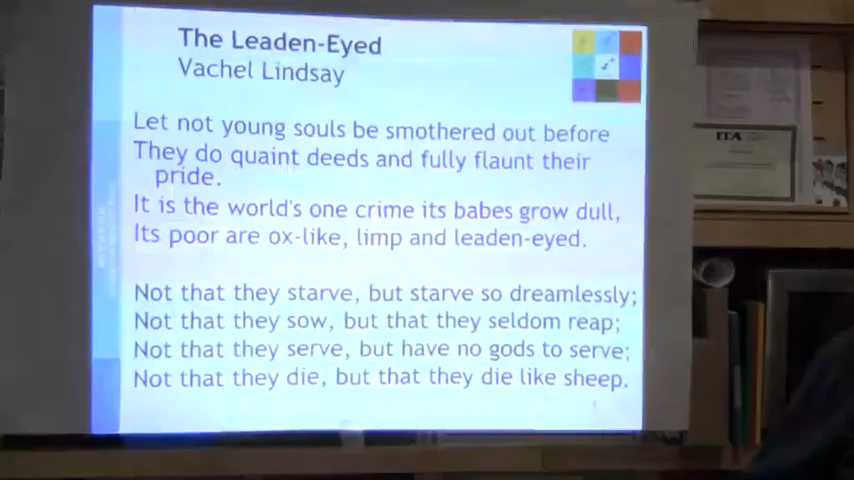 The Leaden-Eyed
Vachel Lindsay
Let not young souls be smothered out before
They do quaint deeds and fully flaunt their
pride.
It is the world's one crime its babes grow dull,
Its poor are ox-like, limp and leaden-eyed.
Not that they starve, but starve so dreamlessly;
Not that they sow, but that they seldom reap;
Not that they serve, but have no gods to serve;
Not that they die, but that they die like sheep.